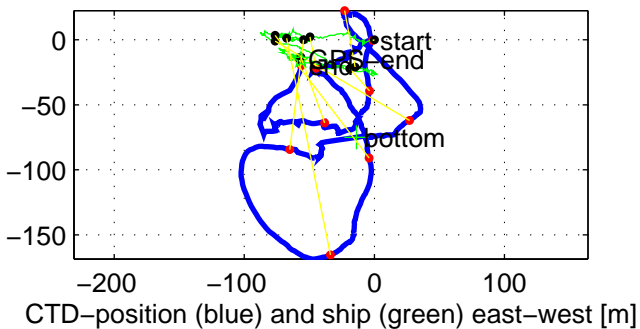 0
−50
−100
−150
start
GPS−end
end
bottom
−200
−100
0
100
CTD−position (blue) and ship (green) east−west [m]